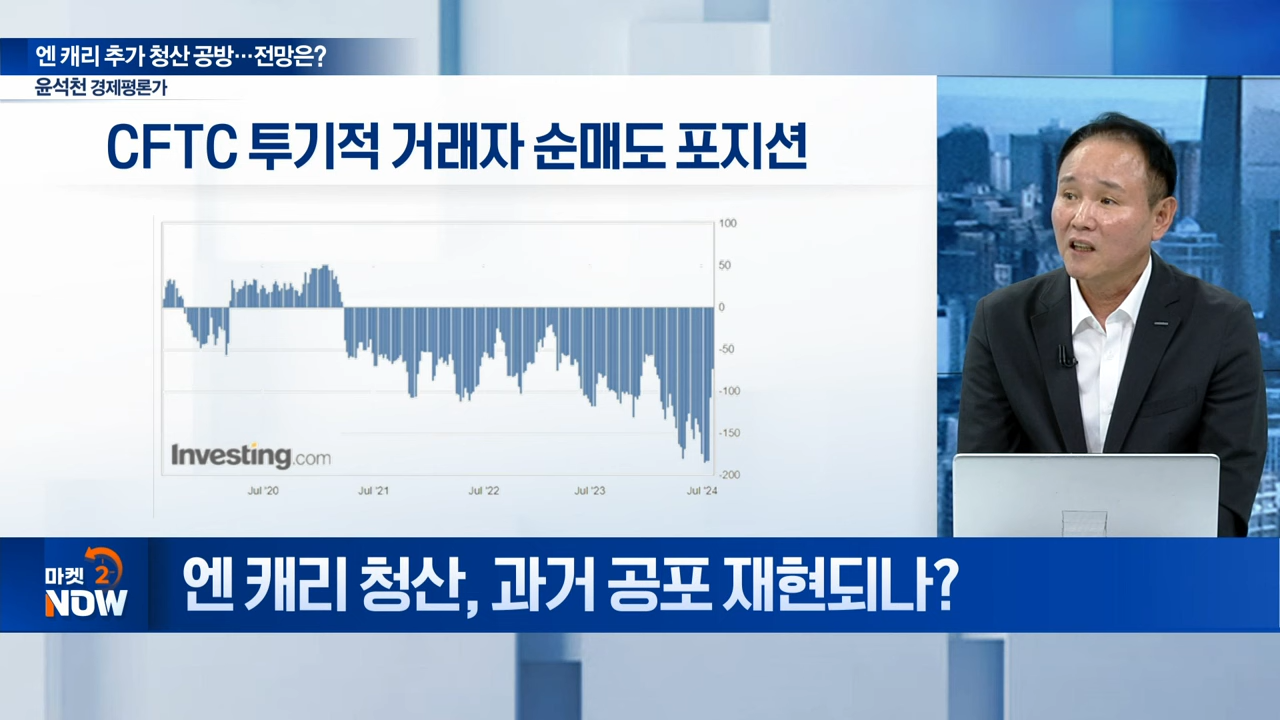 엔 캐리 추가 청산 공방…전망은?
윤석천 경제평론가
CFTC 투기적 거래자 순매도 포지션
100
50
0
-50
-100
-150
-200
Investing.com
Jul '20 Jul '21 Jul '22 Jul '23 Jul '24
마켓 2
NOW
엔 캐리 청산, 과거 공포 재현되나?